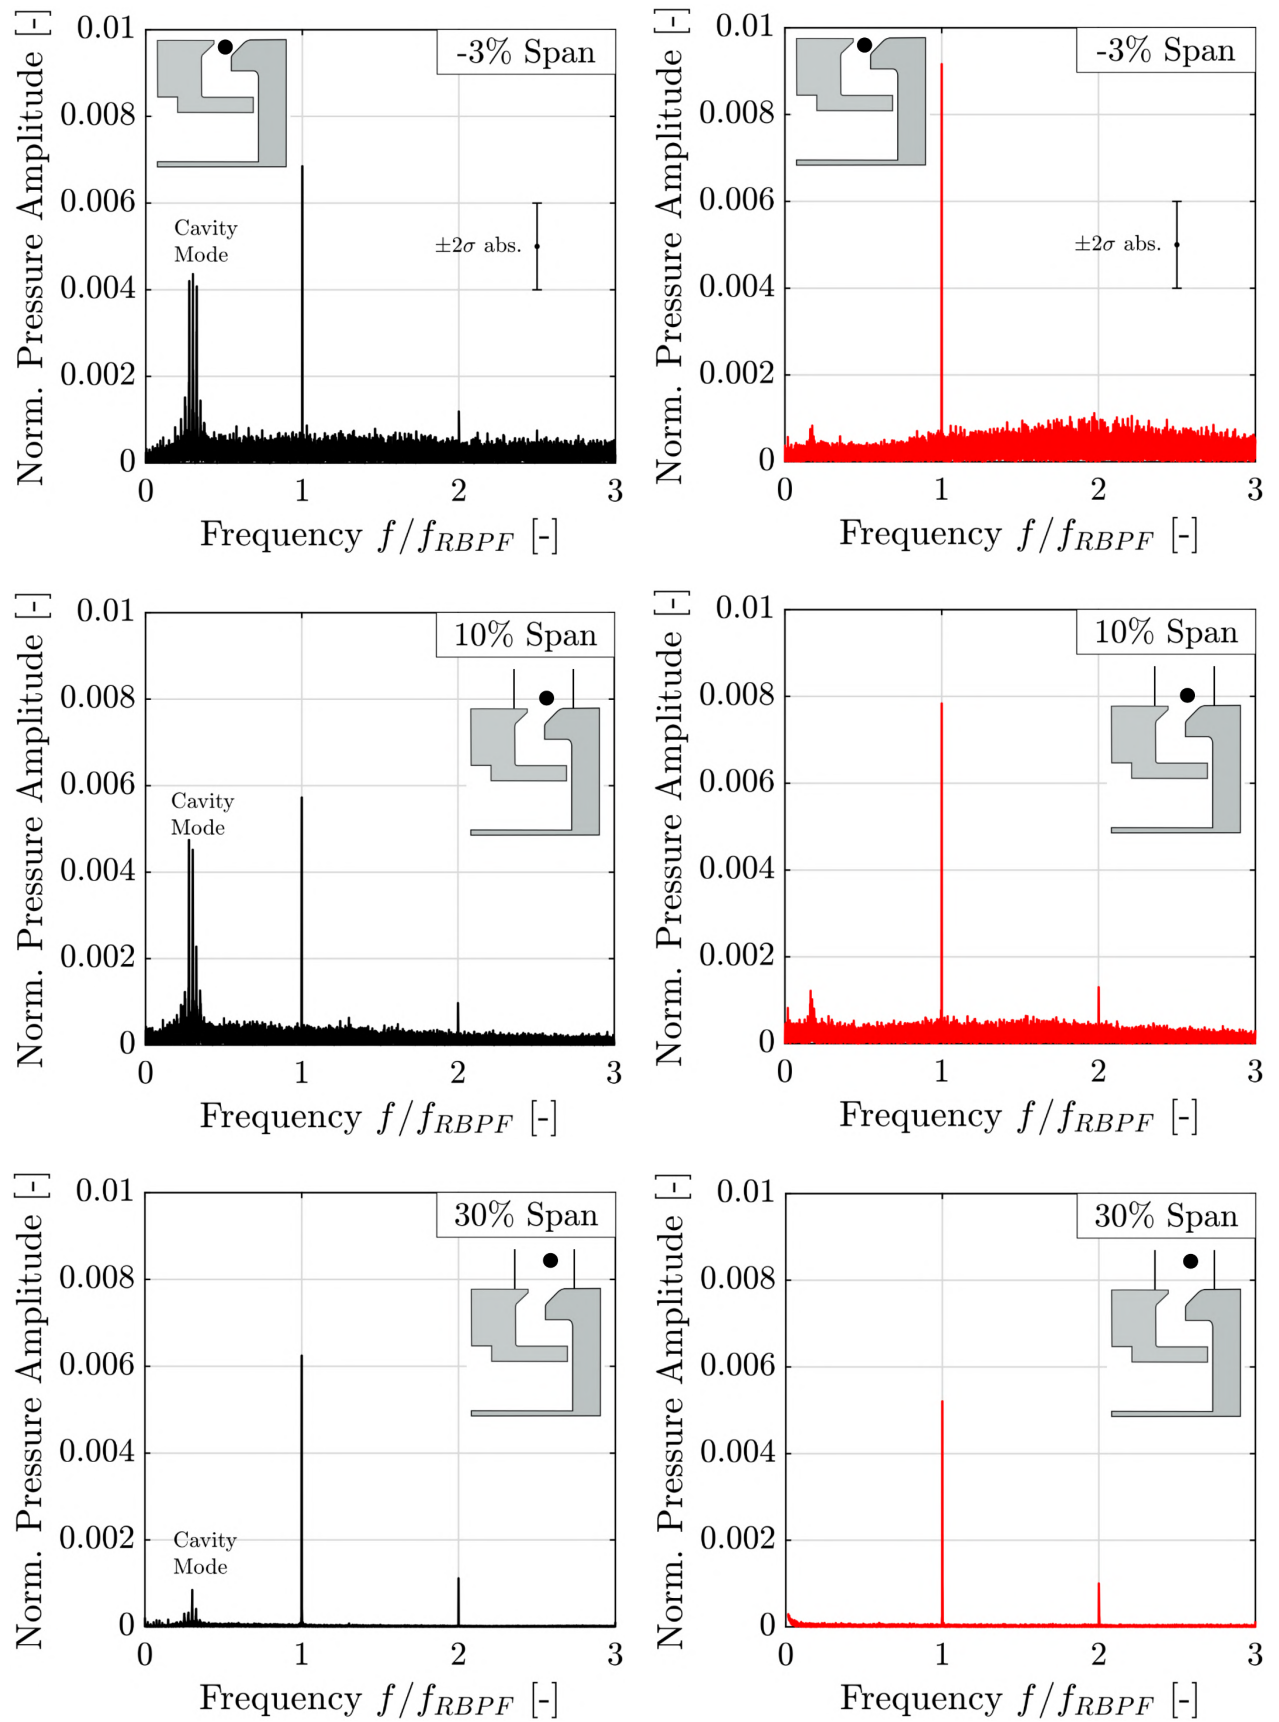 Norm. Pressure Amplitude [-]
0.01
0.008
0.006
0.004
0.002
0
-3% Span
Cavity
Mode
±2σ abs.
0 1 2 3
Frequency f/f_RBPF [-]
Norm. Pressure Amplitude [-]
0.01
0.008
0.006
0.004
0.002
0
-3% Span
±2σ abs.
0 1 2 3
Frequency f/f_RBPF [-]
Norm. Pressure Amplitude [-]
0.01
0.008
0.006
0.004
0.002
0
10% Span
Cavity
Mode
0 1 2 3
Frequency f/f_RBPF [-]
Norm. Pressure Amplitude [-]
0.01
0.008
0.006
0.004
0.002
0
10% Span
0 1 2 3
Frequency f/f_RBPF [-]
Norm. Pressure Amplitude [-]
0.01
0.008
0.006
0.004
0.002
0
30% Span
Cavity
Mode
0 1 2 3
Frequency f/f_RBPF [-]
Norm. Pressure Amplitude [-]
0.01
0.008
0.006
0.004
0.002
0
30% Span
0 1 2 3
Frequency f/f_RBPF [-]